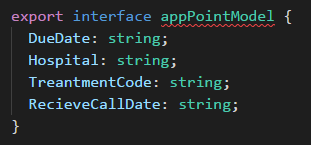 export interface appPointModel {
DueDate: string;
Hospital: string;
TreantmentCode: string;
RecieveCallDate: string;
}